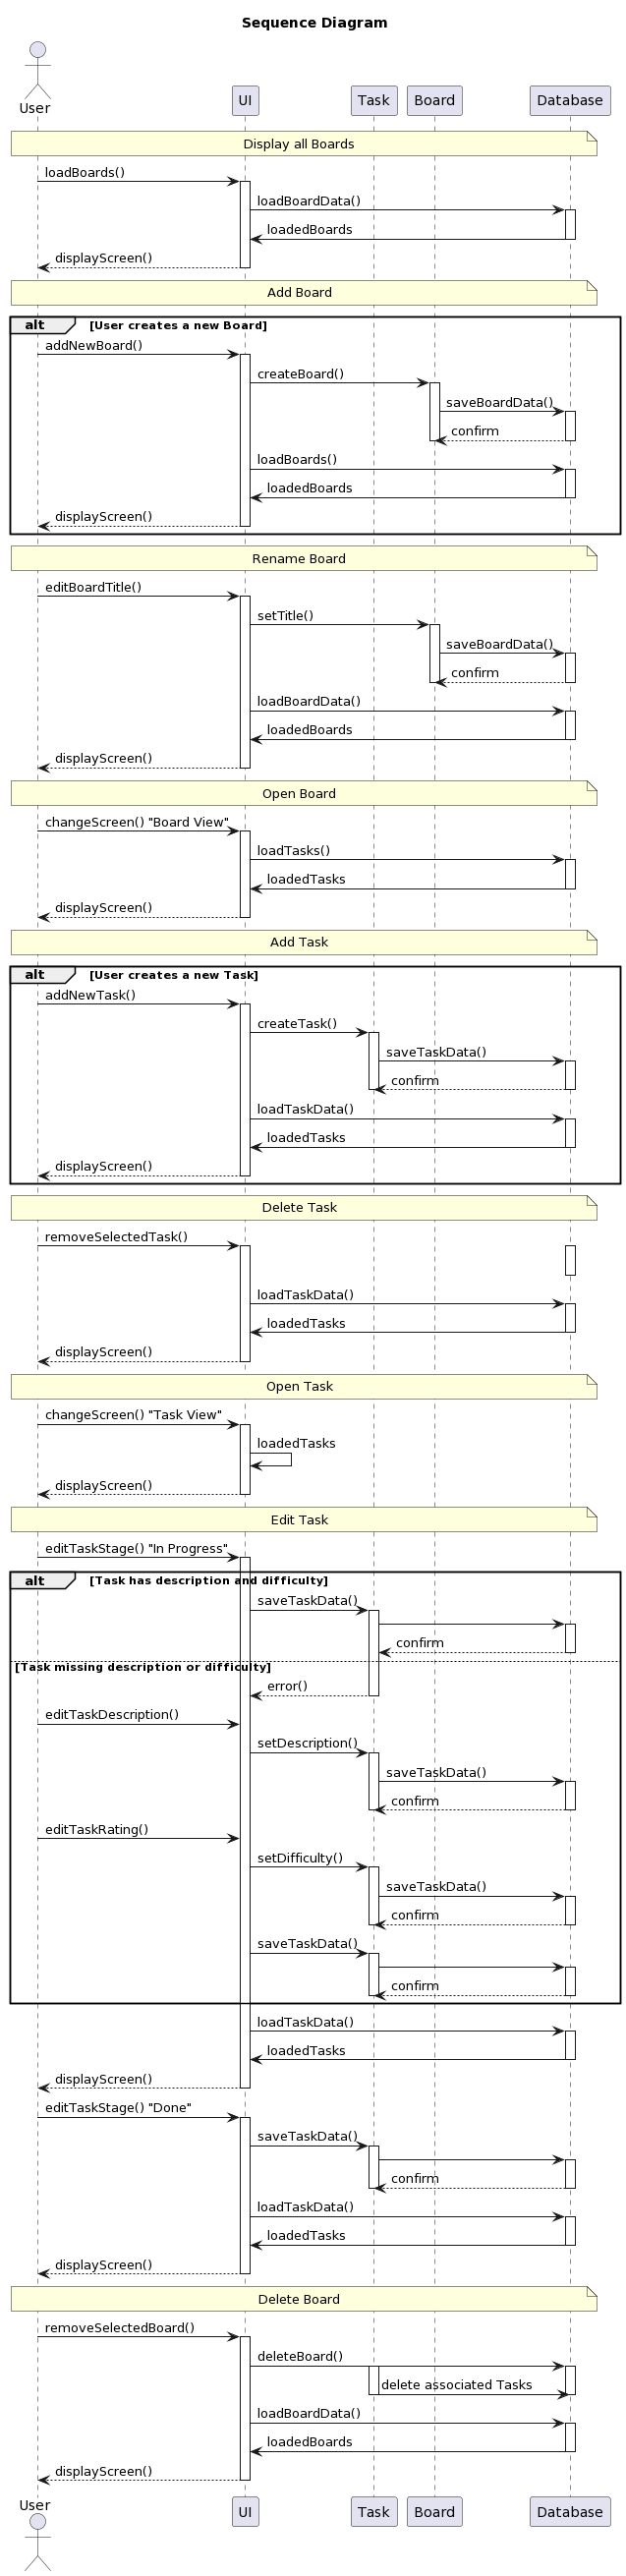 Sequence Diagram
User
UI
Task
Board
Database
Display all Boards
loadBoards()
loadBoardData()
loadedBoards
displayScreen()
Add Board
alt [User creates a new Board]
addNewBoard()
createBoard()
saveBoardData()
confirm
loadBoards()
loadedBoards
displayScreen()
Rename Board
editBoardTitle()
setTitle()
saveBoardData()
confirm
loadBoardData()
loadedBoards
displayScreen()
Open Board
changeScreen() "Board View"
loadTasks()
loadedTasks
displayScreen()
Add Task
alt [User creates a new Task]
addNewTask()
createTask()
saveTaskData()
confirm
loadTaskData()
loadedTasks
displayScreen()
Delete Task
removeSelectedTask()
loadTaskData()
loadedTasks
displayScreen()
Open Task
changeScreen() "Task View"
loadedTasks
displayScreen()
Edit Task
editTaskStage() "In Progress"
alt [Task has description and difficulty]
saveTaskData()
confirm
[Task missing description or difficulty]
error()
editTaskDescription()
setDescription()
saveTaskData()
confirm
editTaskRating()
setDifficulty()
saveTaskData()
confirm
saveTaskData()
confirm
loadTaskData()
loadedTasks
displayScreen()
editTaskStage() "Done"
saveTaskData()
confirm
loadTaskData()
loadedTasks
displayScreen()
Delete Board
removeSelectedBoard()
deleteBoard()
delete associated Tasks
loadBoardData()
loadedBoards
displayScreen()
User
UI
Task
Board
Database